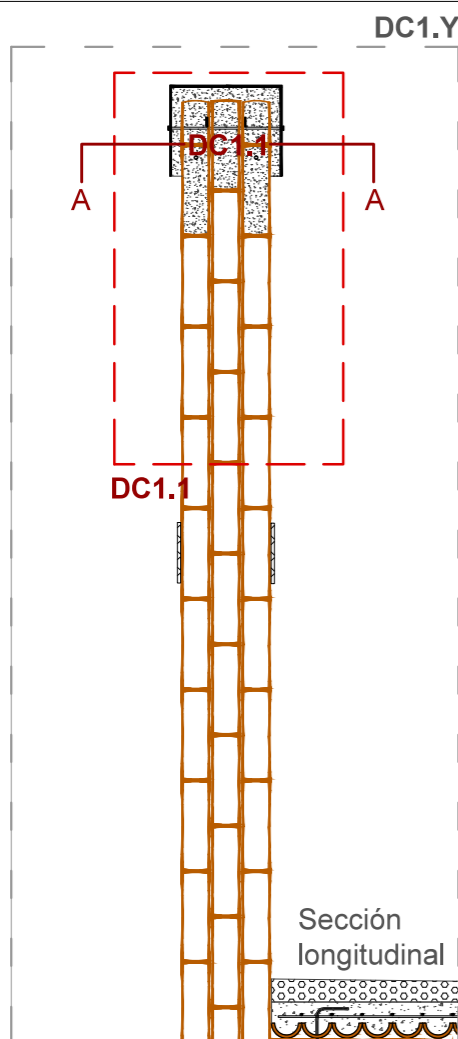 DC1.Y
DC1.1
A
A
DC1.1
Sección
longitudinal